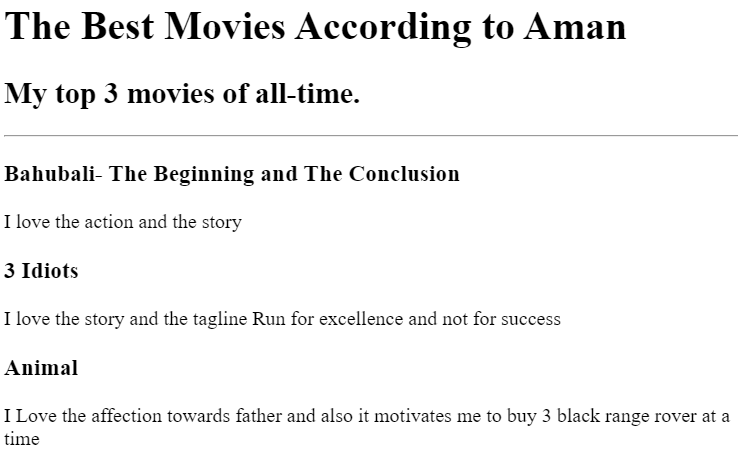 The Best Movies According to Aman
My top 3 movies of all-time.
Bahubali- The Beginning and The Conclusion
I love the action and the story
3 Idiots
I love the story and the tagline Run for excellence and not for success
Animal
I Love the affection towards father and also it motivates me to buy 3 black range rover at a
time